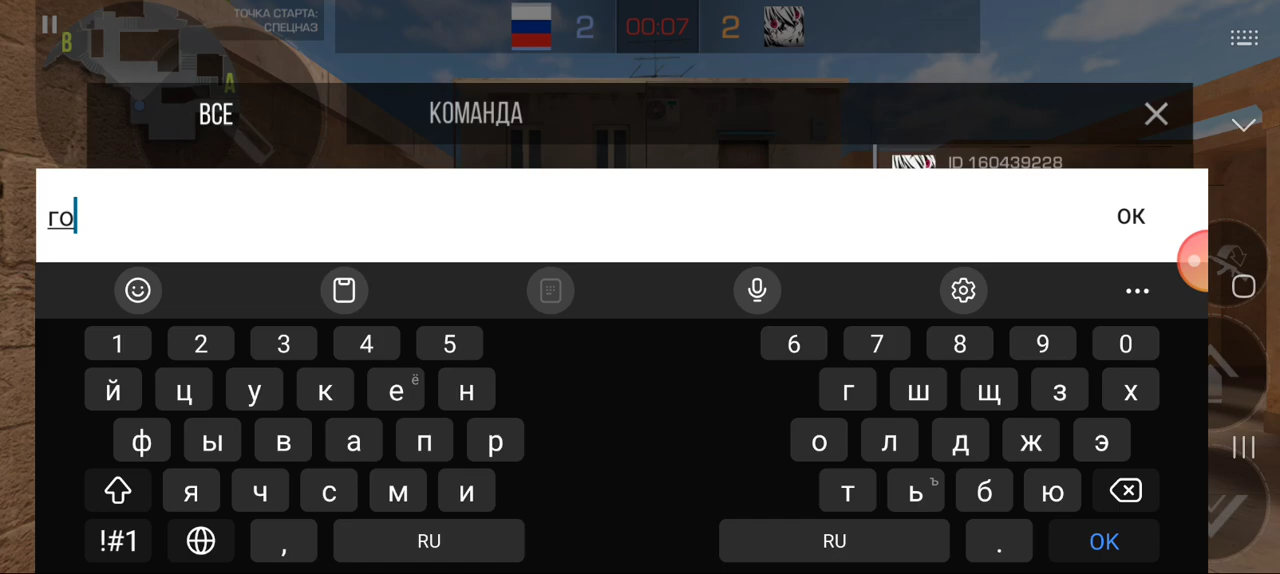 ТОЧКА СТАРТА:
СПЕЦНАЗ
B
A
2 00:07 2
ВСЕ КОМАНДА
ID 160439228
го
ОК
1 2 3 4 5 6 7 8 9 0
й ц у к е ё н г ш щ з х
ф ы в а п р о л д ж э
я ч с м и т ь ъ б ю
!#1 , RU RU . OK